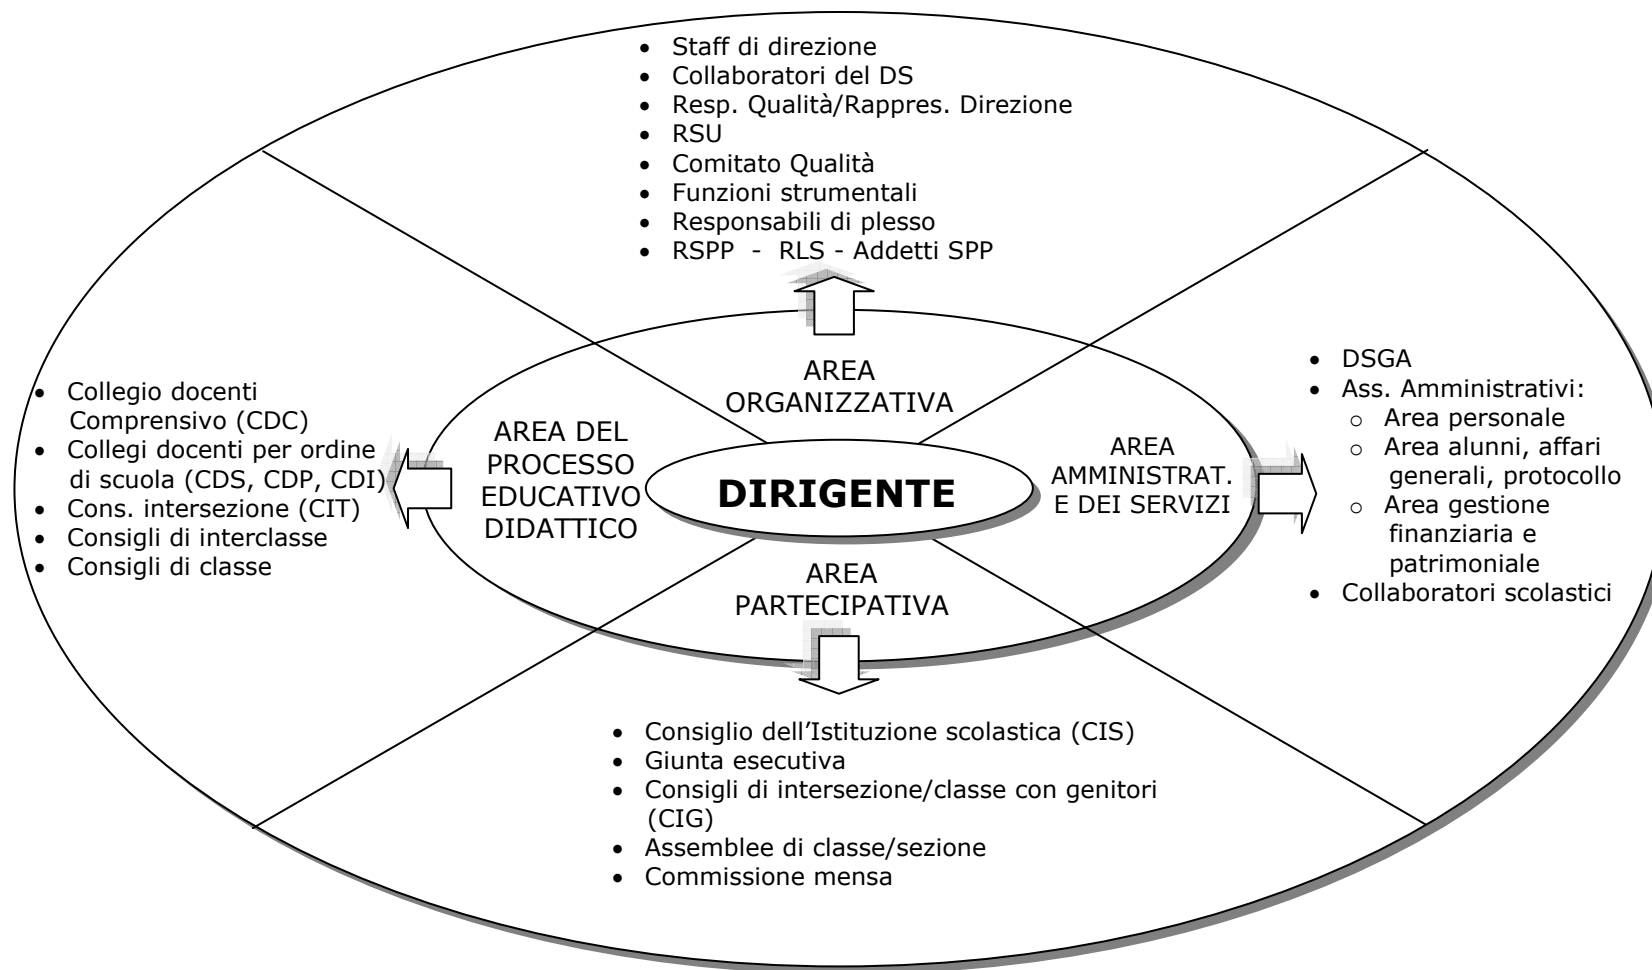 • Staff di direzione
• Collaboratori del DS
• Resp. Qualità/Rappres. Direzione
• RSU
• Comitato Qualità
• Funzioni strumentali
• Responsabili di plesso
• RSPP - RLS - Addetti SPP
AREA
ORGANIZZATIVA
• Collegio docenti
Comprensivo (CDC)
• Collegi docenti per ordine
di scuola (CDS, CDP, CDI)
• Cons. intersezione (CIT)
• Consigli di interclasse
• Consigli di classe
AREA DEL
PROCESSO
EDUCATIVO
DIDATTICO
DIRIGENTE
AREA
AMMINISTRAT.
E DEI SERVIZI
• DSGA
• Ass. Amministrativi:
o Area personale
o Area alunni, affari
generali, protocollo
o Area gestione
finanziaria e
patrimoniale
• Collaboratori scolastici
AREA
PARTECIPATIVA
• Consiglio dell’Istituzione scolastica (CIS)
• Giunta esecutiva
• Consigli di intersezione/classe con genitori
(CIG)
• Assemblee di classe/sezione
• Commissione mensa